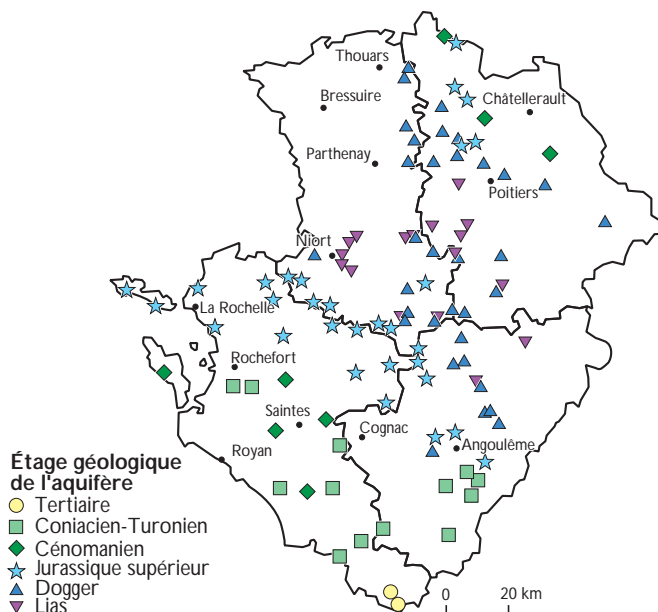 Thouars
Bressuire
Châtellerault
Parthenay
Poitiers
Niort
La Rochelle
Rochefort
Saintes
Cognac
Royan
Angoulême
Étage géologique
de l'aquifère
Tertiaire
Coniacien-Turonien
Cénomanien
Jurassique supérieur
Dogger
Lias
0 20 km